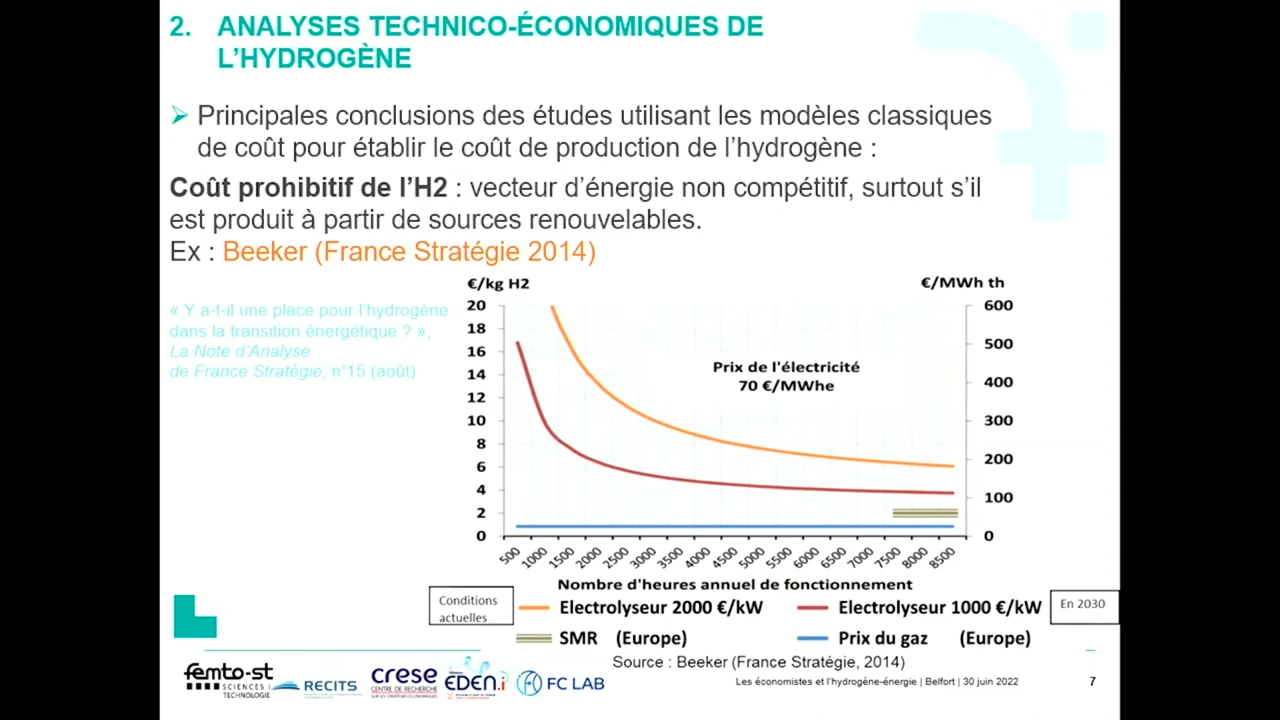 2. ANALYSES TECHNICO-ÉCONOMIQUES DE
L'HYDROGÈNE
Principales conclusions des études utilisant les modèles classiques
de coût pour établir le coût de production de l'hydrogène :
Coût prohibitif de l'H2 : vecteur d'énergie non compétitif, surtout s'il
est produit à partir de sources renouvelables.
Ex : Beeker (France Stratégie 2014)
« Y a-t-il une place pour l'hydrogène
dans la transition énergétique ? »,
La Note d'Analyse
de France Stratégie, n°15 (août)
€/kg H2
€/MWh th
20
18
16
14
12
10
8
6
4
2
0
600
500
400
300
200
100
0
Prix de l'électricité
70 €/MWhe
500 1000 1500 2000 2500 3000 3500 4000 4500 5000 5500 6000 6500 7000 7500 8000 8500
Nombre d'heures annuel de fonctionnement
Conditions
actuelles
Electrolyseur 2000 €/kW
Electrolyseur 1000 €/kW
En 2030
SMR (Europe)
Prix du gaz (Europe)
Source : Beeker (France Stratégie, 2014)
femto-st
SCIENCES &
TECHNOLOGIE
RECITS
crese
CENTRE DE RECHERCHE
SUR LES STRATÉGIES ÉCONOMIQUES
EDEN.i
FC LAB
Les économistes et l'hydrogène-énergie | Belfort | 30 juin 2022
7